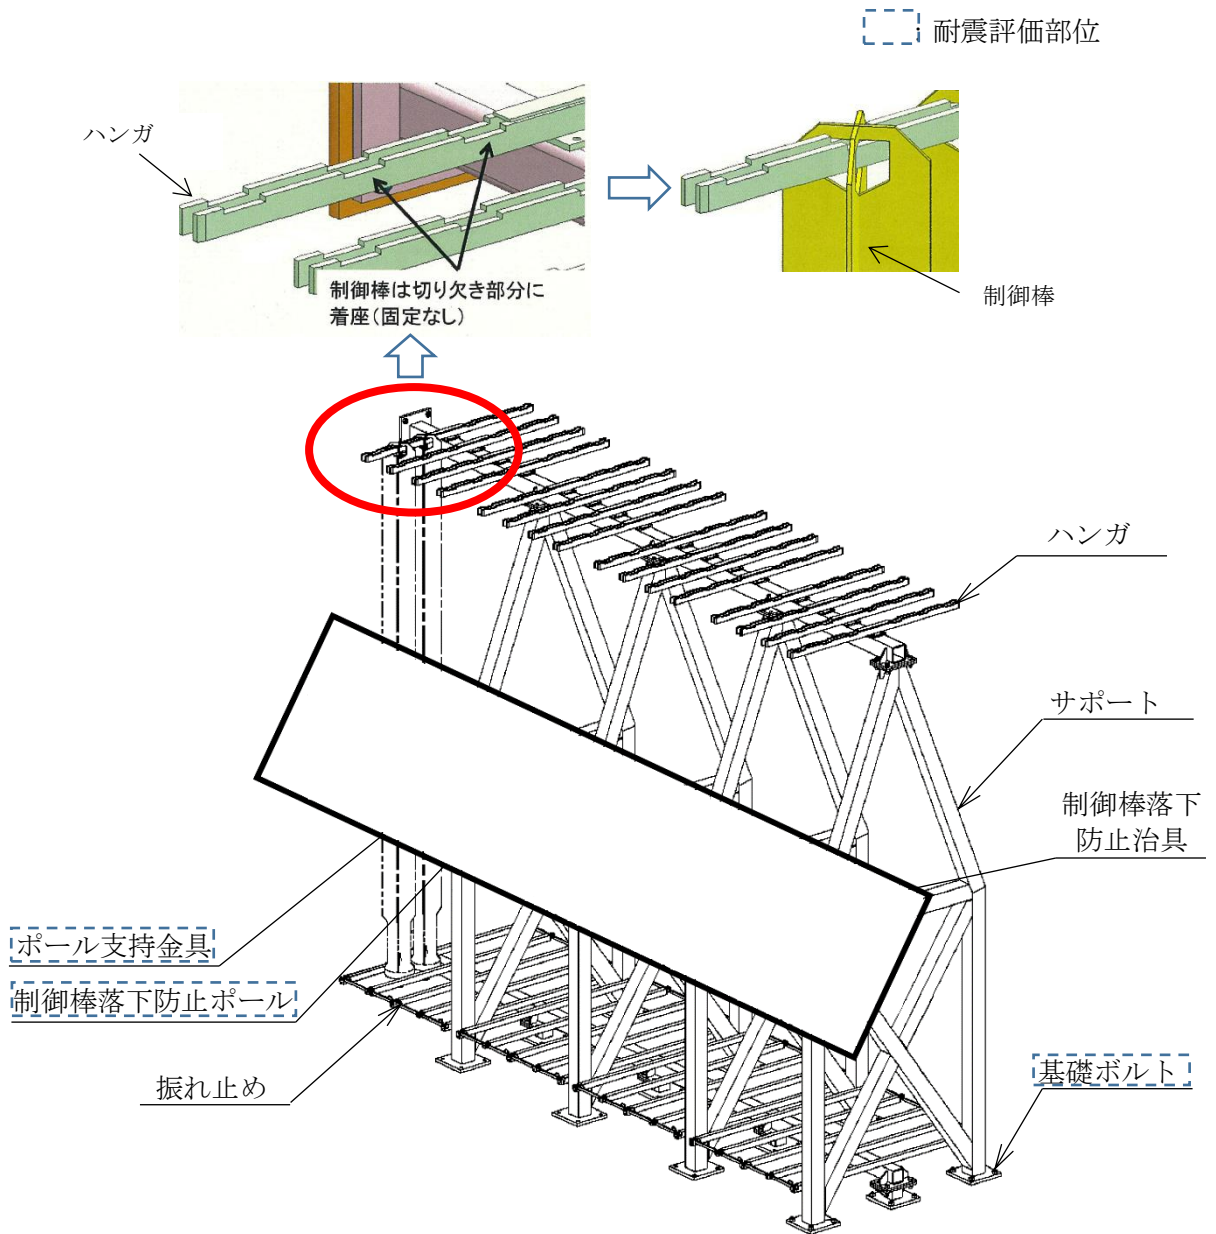 : 耐震評価部位
ハンガ
制御棒は切り欠き部分に
着座(固定なし)
制御棒
ハンガ
サポート
制御棒落下
防止治具
ポール支持金具
制御棒落下防止ポール
振れ止め
基礎ボルト